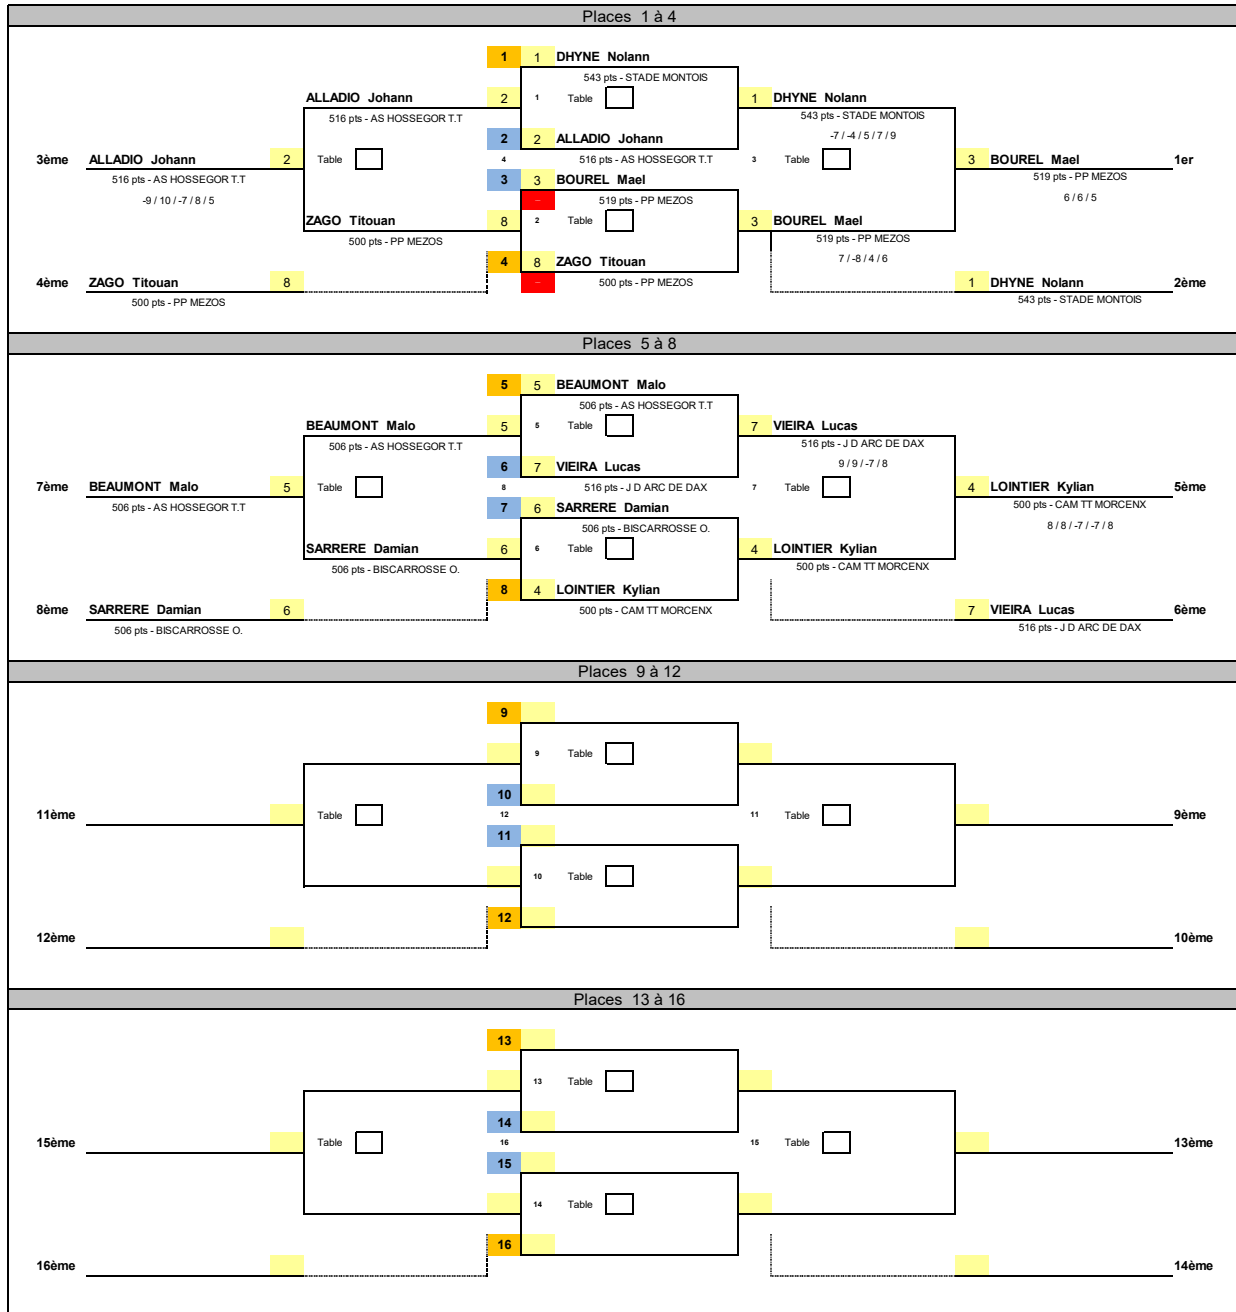 Places 1 à 4
1 1 DHYNE Nolann
543 pts - STADE MONTOIS
ALLADIO Johann 2 1 Table 1 DHYNE Nolann
516 pts - AS HOSSEGOR T.T 543 pts - STADE MONTOIS
2 2 ALLADIO Johann -7 / -4 / 5 / 7 / 9
3ème ALLADIO Johann 2 Table 4 516 pts - AS HOSSEGOR T.T 3 Table 3 BOUREL Mael 1er
516 pts - AS HOSSEGOR T.T 3 3 BOUREL Mael 519 pts - PP MEZOS
-9 / 10 / -7 / 8 / 5 – 519 pts - PP MEZOS 6 / 6 / 5
ZAGO Titouan 8 2 Table 3 BOUREL Mael
500 pts - PP MEZOS 519 pts - PP MEZOS
4 8 ZAGO Titouan 7 / -8 / 4 / 6
4ème ZAGO Titouan 8 – 500 pts - PP MEZOS 1 DHYNE Nolann 2ème
500 pts - PP MEZOS 543 pts - STADE MONTOIS
Places 5 à 8
5 5 BEAUMONT Malo
506 pts - AS HOSSEGOR T.T
BEAUMONT Malo 5 5 Table 7 VIEIRA Lucas
506 pts - AS HOSSEGOR T.T 516 pts - J D ARC DE DAX
6 7 VIEIRA Lucas 9 / 9 / -7 / 8
7ème BEAUMONT Malo 5 Table 8 516 pts - J D ARC DE DAX 7 Table 4 LOINTIER Kylian 5ème
506 pts - AS HOSSEGOR T.T 7 6 SARRERE Damian 500 pts - CAM TT MORCENX
506 pts - BISCARROSSE O. 8 / 8 / -7 / -7 / 8
SARRERE Damian 6 6 Table 4 LOINTIER Kylian
506 pts - BISCARROSSE O. 500 pts - CAM TT MORCENX
8 4 LOINTIER Kylian
8ème SARRERE Damian 6 500 pts - CAM TT MORCENX 7 VIEIRA Lucas 6ème
506 pts - BISCARROSSE O. 516 pts - J D ARC DE DAX
Places 9 à 12
9
9 Table
10
11ème Table 12 11 Table 9ème
11
10 Table
12
12ème 10ème
Places 13 à 16
13
13 Table
14
15ème Table 16 15 Table 13ème
15
14 Table
16
16ème 14ème